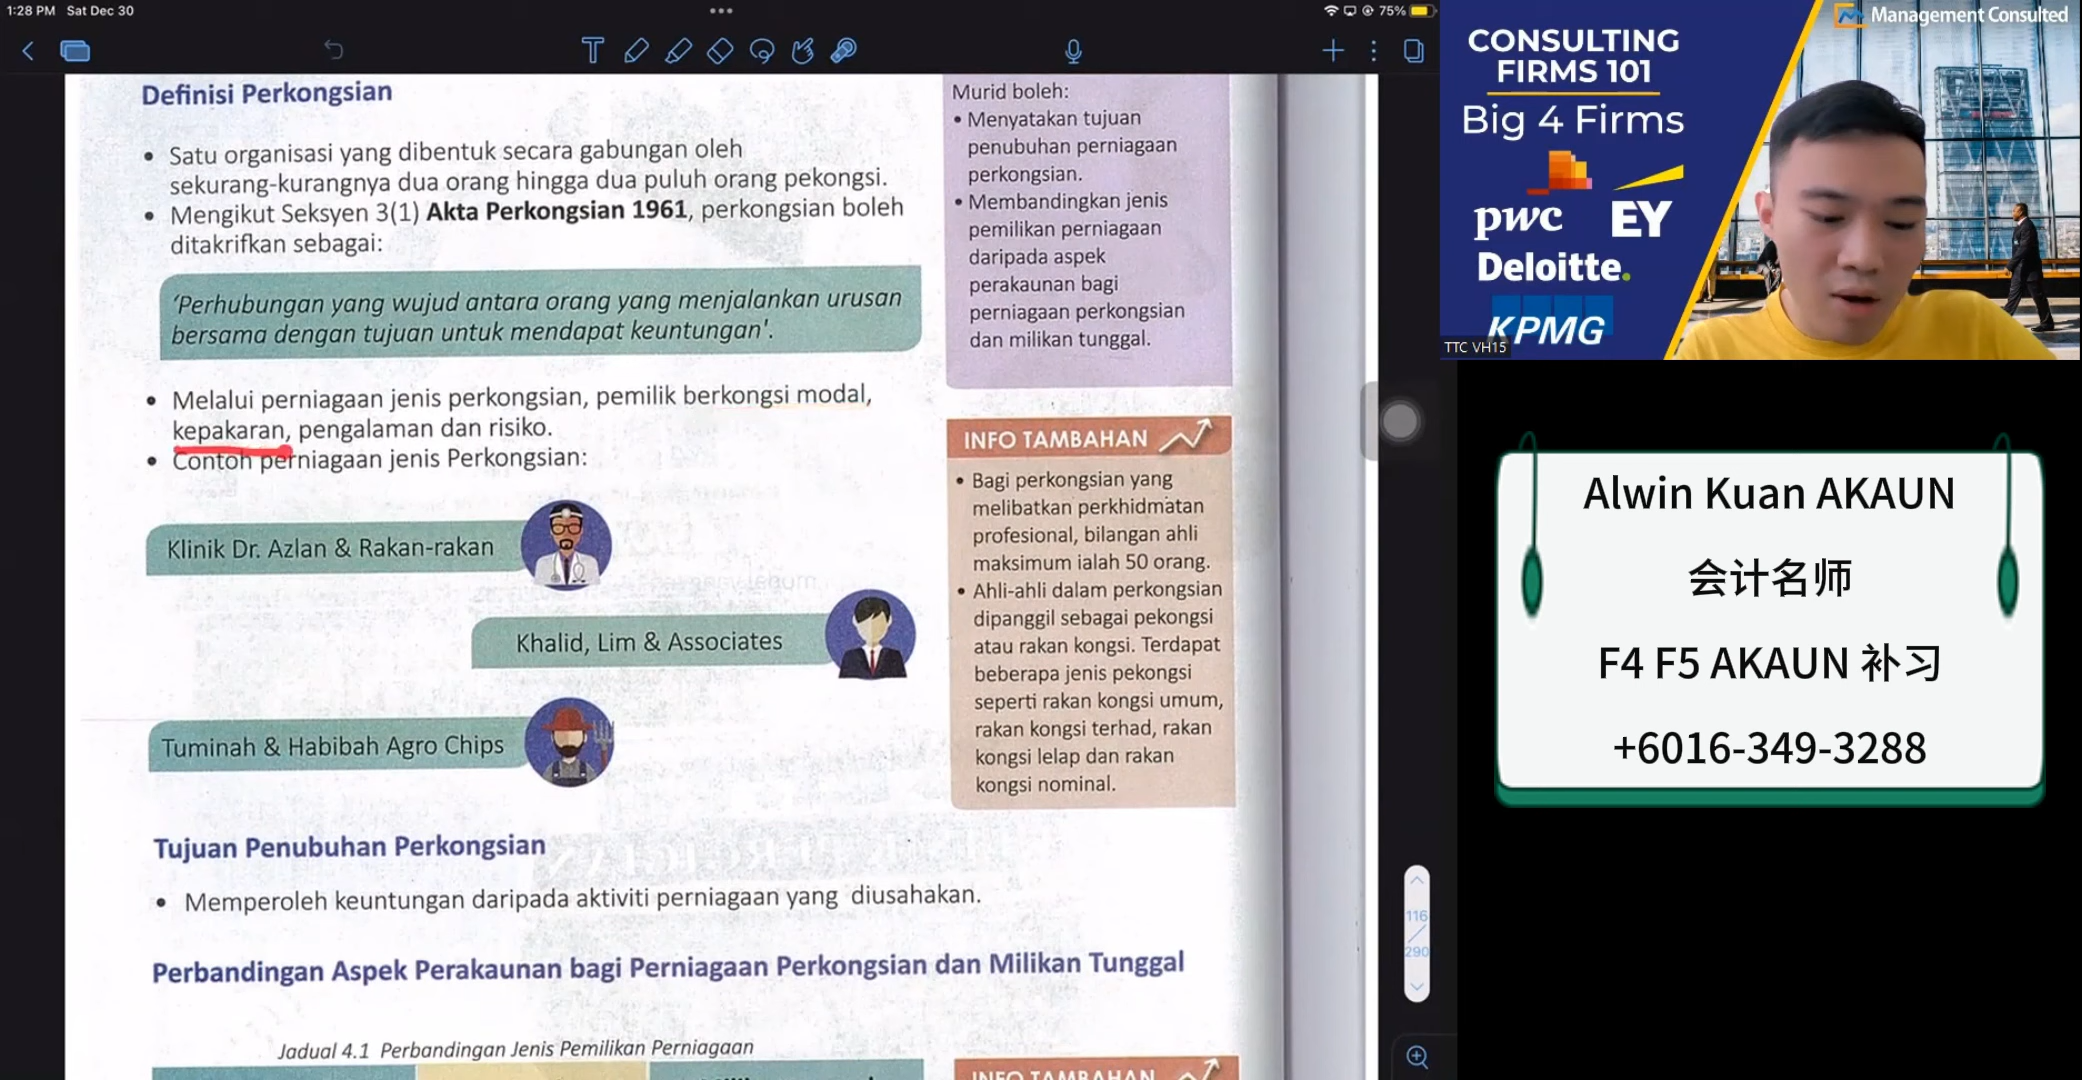 1:28 PM Sat Dec 30
75%
Definisi Perkongsian
• Satu organisasi yang dibentuk secara gabungan oleh
sekurang-kurangnya dua orang hingga dua puluh orang pekongsi.
• Mengikut Seksyen 3(1) Akta Perkongsian 1961, perkongsian boleh
ditakrifkan sebagai:
'Perhubungan yang wujud antara orang yang menjalankan urusan
bersama dengan tujuan untuk mendapat keuntungan'.
• Melalui perniagaan jenis perkongsian, pemilik berkongsi modal,
kepakaran, pengalaman dan risiko.
• Contoh perniagaan jenis Perkongsian:
Klinik Dr. Azlan & Rakan-rakan
Khalid, Lim & Associates
Tuminah & Habibah Agro Chips
Tujuan Penubuhan Perkongsian
• Memperoleh keuntungan daripada aktiviti perniagaan yang diusahakan.
Perbandingan Aspek Perakaunan bagi Perniagaan Perkongsian dan Milikan Tunggal
Jadual 4.1 Perbandingan Jenis Pemilikan Perniagaan
Murid boleh:
• Menyatakan tujuan
penubuhan perniagaan
perkongsian.
• Membandingkan jenis
pemilikan perniagaan
daripada aspek
perakaunan bagi
perniagaan perkongsian
dan milikan tunggal.
INFO TAMBAHAN
• Bagi perkongsian yang
melibatkan perkhidmatan
profesional, bilangan ahli
maksimum ialah 50 orang.
• Ahli-ahli dalam perkongsian
dipanggil sebagai pekongsi
atau rakan kongsi. Terdapat
beberapa jenis pekongsi
seperti rakan kongsi umum,
rakan kongsi terhad, rakan
kongsi lelap dan rakan
kongsi nominal.
INFO TAMBAHAN
116
290
Management Consulted
CONSULTING
FIRMS 101
Big 4 Firms
pwc
EY
Deloitte.
KPMG
TTC VH15
Alwin Kuan AKAUN
会计名师
F4 F5 AKAUN 补习
+6016-349-3288